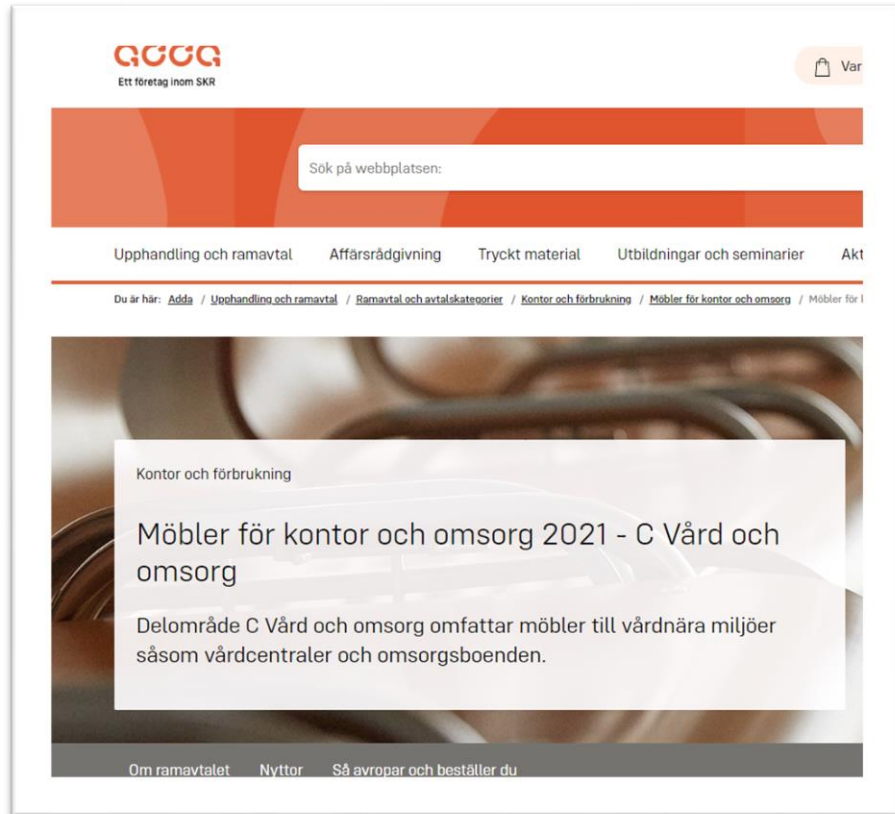 Adda
Ett företag inom SKR
Var
Sök på webbplatsen:
Upphandling och ramavtal Affärsrådgivning Tryckt material Utbildningar och seminarier Akt
Du är här: Adda / Upphandling och ramavtal / Ramavtal och avtalskategorier / Kontor och förbrukning / Möbler för kontor och omsorg / Möbler för
Kontor och förbrukning
Möbler för kontor och omsorg 2021 - C Vård och
omsorg
Delområde C Vård och omsorg omfattar möbler till vårdnära miljöer
såsom vårdcentraler och omsorgsboenden.
Om ramavtalet Nyttor Så avropar och beställer du